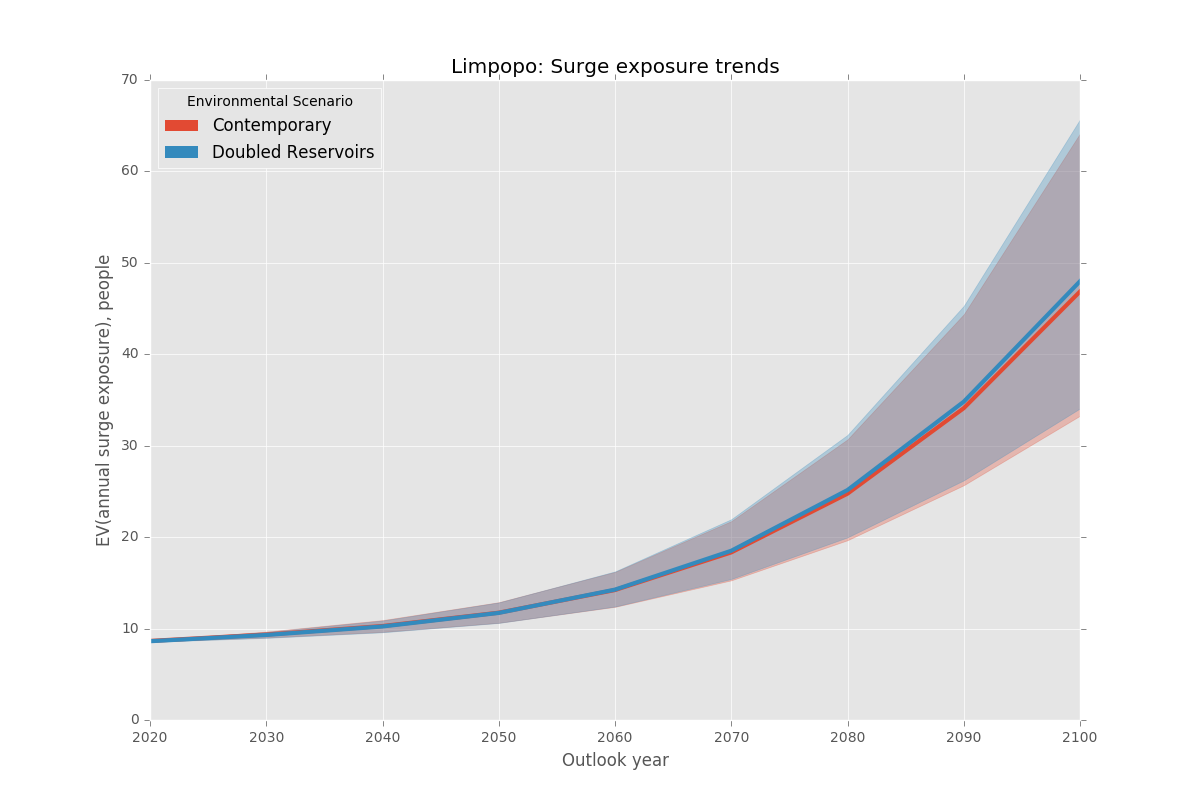 Limpopo: Surge exposure trends
Environmental Scenario
Contemporary
Doubled Reservoirs
EV(annual surge exposure), people
70
60
50
40
30
20
10
0
2020 2030 2040 2050 2060 2070 2080 2090 2100
Outlook year